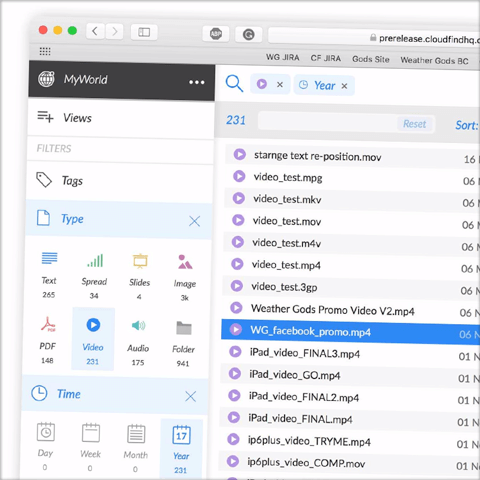 prerelease.cloudfindhq.c
WG JIRA CF JIRA Gods Site Weather Gods BC
MyWorld
Year
Views
231 Reset Sort:
FILTERS
starnge text re-position.mov 16
Tags
video_test.mpg 06
video_test.mkv 06
Type
video_test.mov 06
video_test.m4v 06
video_test.mp4 06
Text Spread Slides Image
265 34 4 3k
video_test.3gp 06
Weather Gods Promo Video V2.mp4 06 N
WG_facebook_promo.mp4 06 N
PDF Video Audio Folder
148 231 175 941
iPad_video_FINAL3.mp4 01 N
iPad_video_GO.mp4 01
Time
iPad_video_FINAL2.mp4 01
iPad_video_FINAL.mp4 01 N
17
ip6plus_video_TRYME.mp4 01 N
Day Week Month Year
0 0 0 231
ip6plus_video_COMP.mov 01 Nov